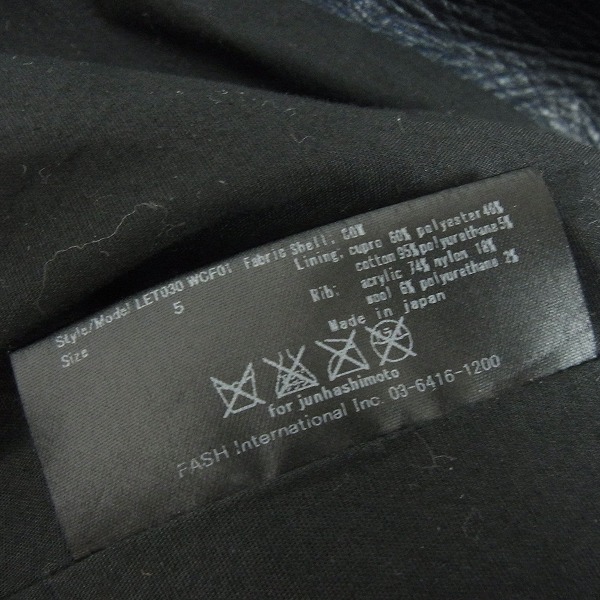 Style/Model LET030 WCF01 Fabric Shell: COW
Size 5 Lining: cupro 60% polyester 40%
cotton 95% polyurethane 5%
Rib: acrylic 74% nylon 18%
wool 6% polyurethane 2%
Made in japan
for junhashimoto
FASH International Inc. 03-6416-1200